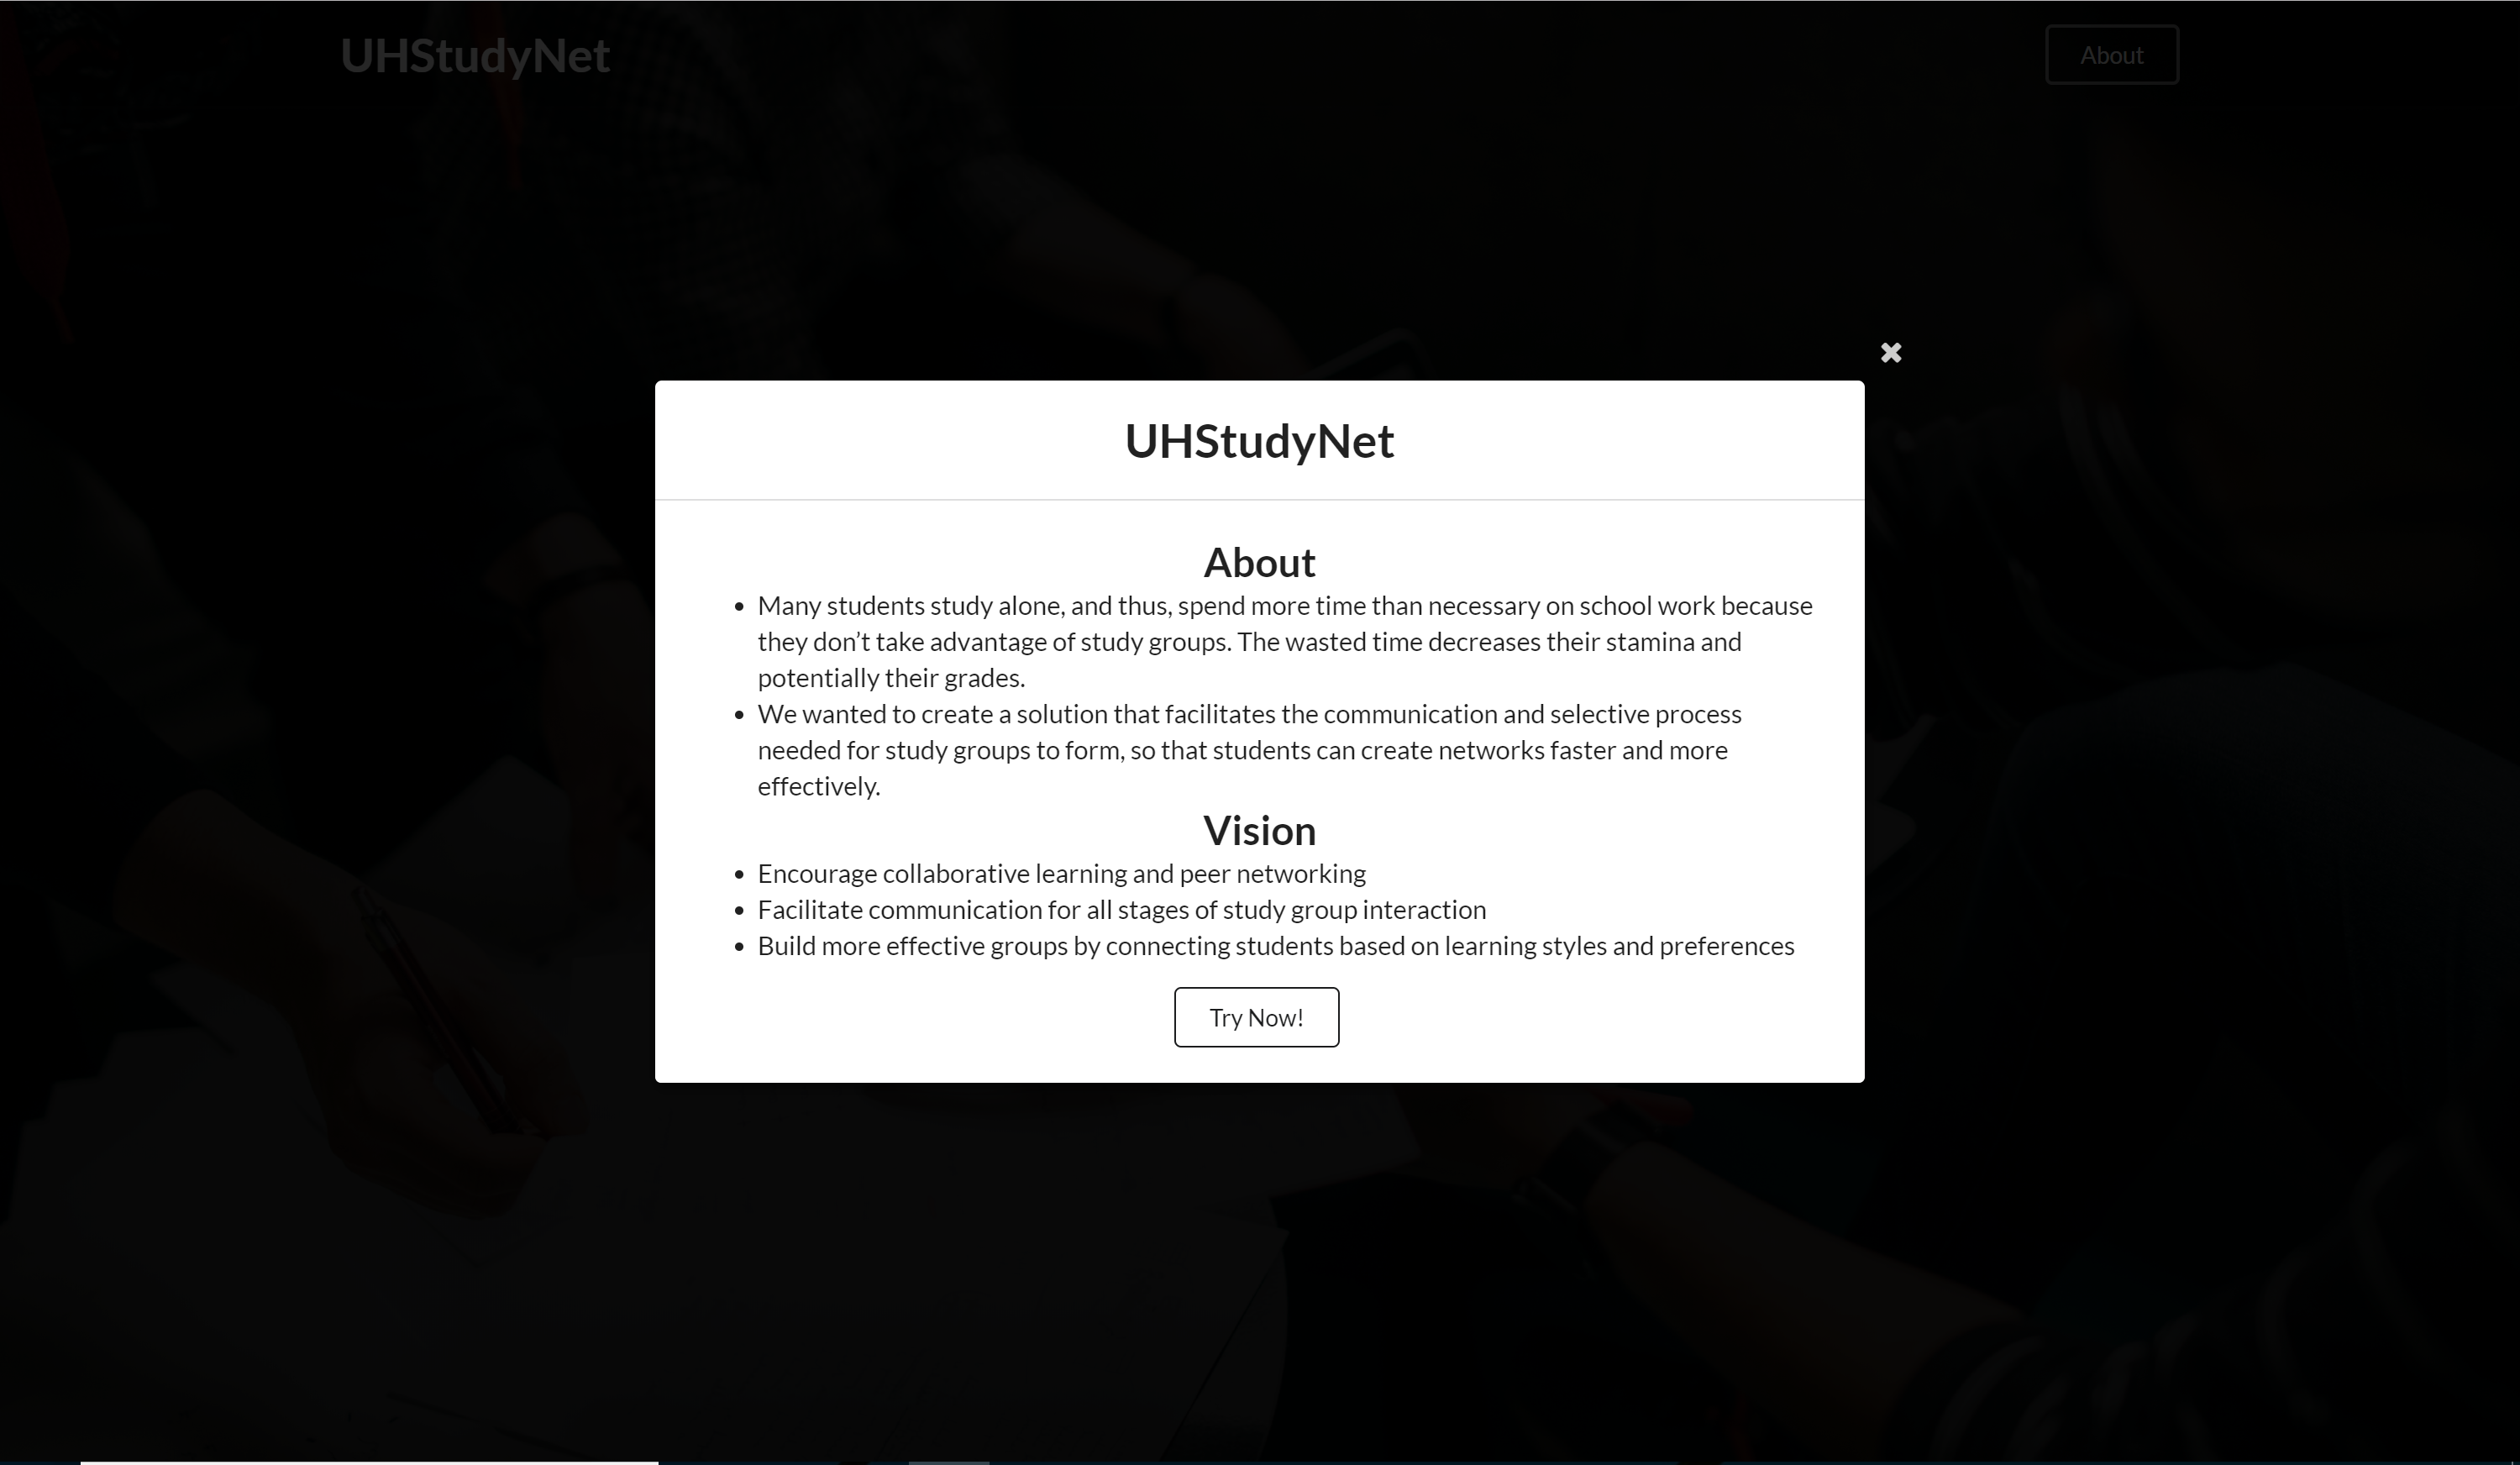 UHStudyNet
About
UHStudyNet
About
• Many students study alone, and thus, spend more time than necessary on school work because
they don’t take advantage of study groups. The wasted time decreases their stamina and
potentially their grades.
• We wanted to create a solution that facilitates the communication and selective process
needed for study groups to form, so that students can create networks faster and more
effectively.
Vision
• Encourage collaborative learning and peer networking
• Facilitate communication for all stages of study group interaction
• Build more effective groups by connecting students based on learning styles and preferences
Try Now!